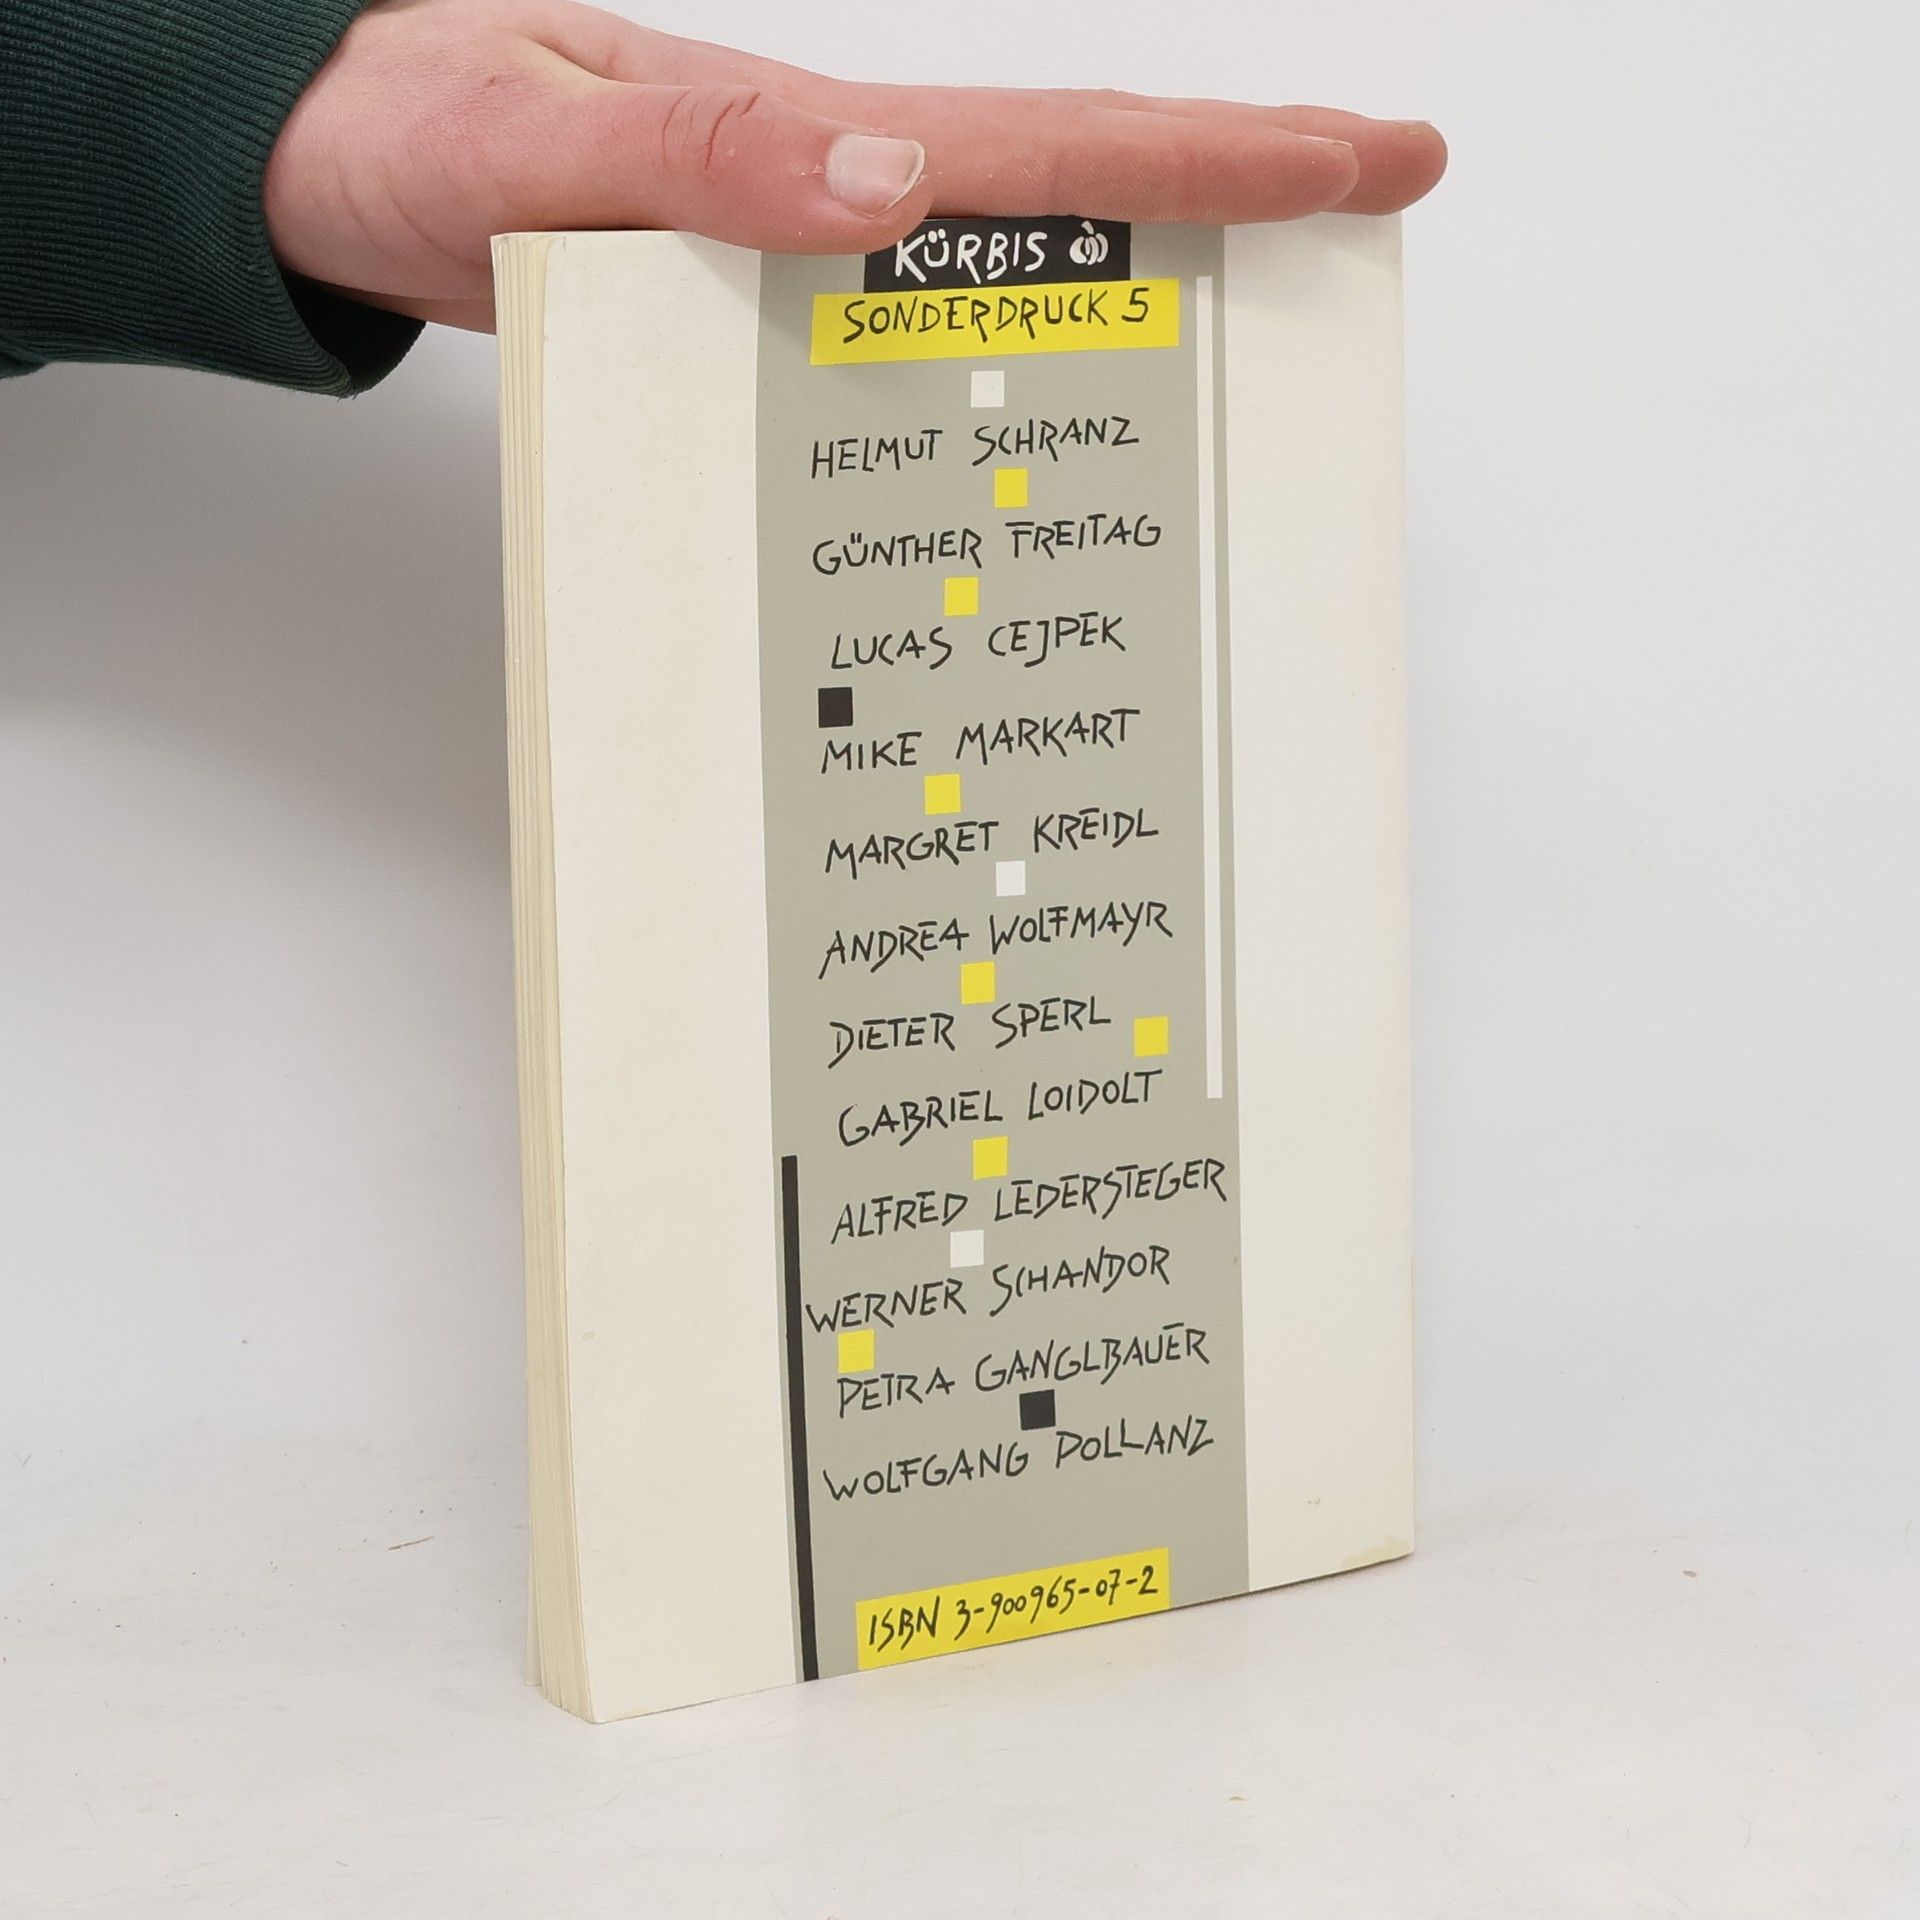 KÜRBIS
SONDERDRUCK 5
HELMUT SCHRANZ
GÜNTHER FREITAG
LUCAS CEJPEK
MIKE MARKART
MARGRET KREIDL
ANDREA WOLFMAYR
DIETER SPERL
GABRIEL LOIDOLT
ALFRED LEDERSTEGER
WERNER SCHANDOR
PETRA GANGLBAUER
WOLFGANG POLLANZ
ISBN 3-900965-07-2